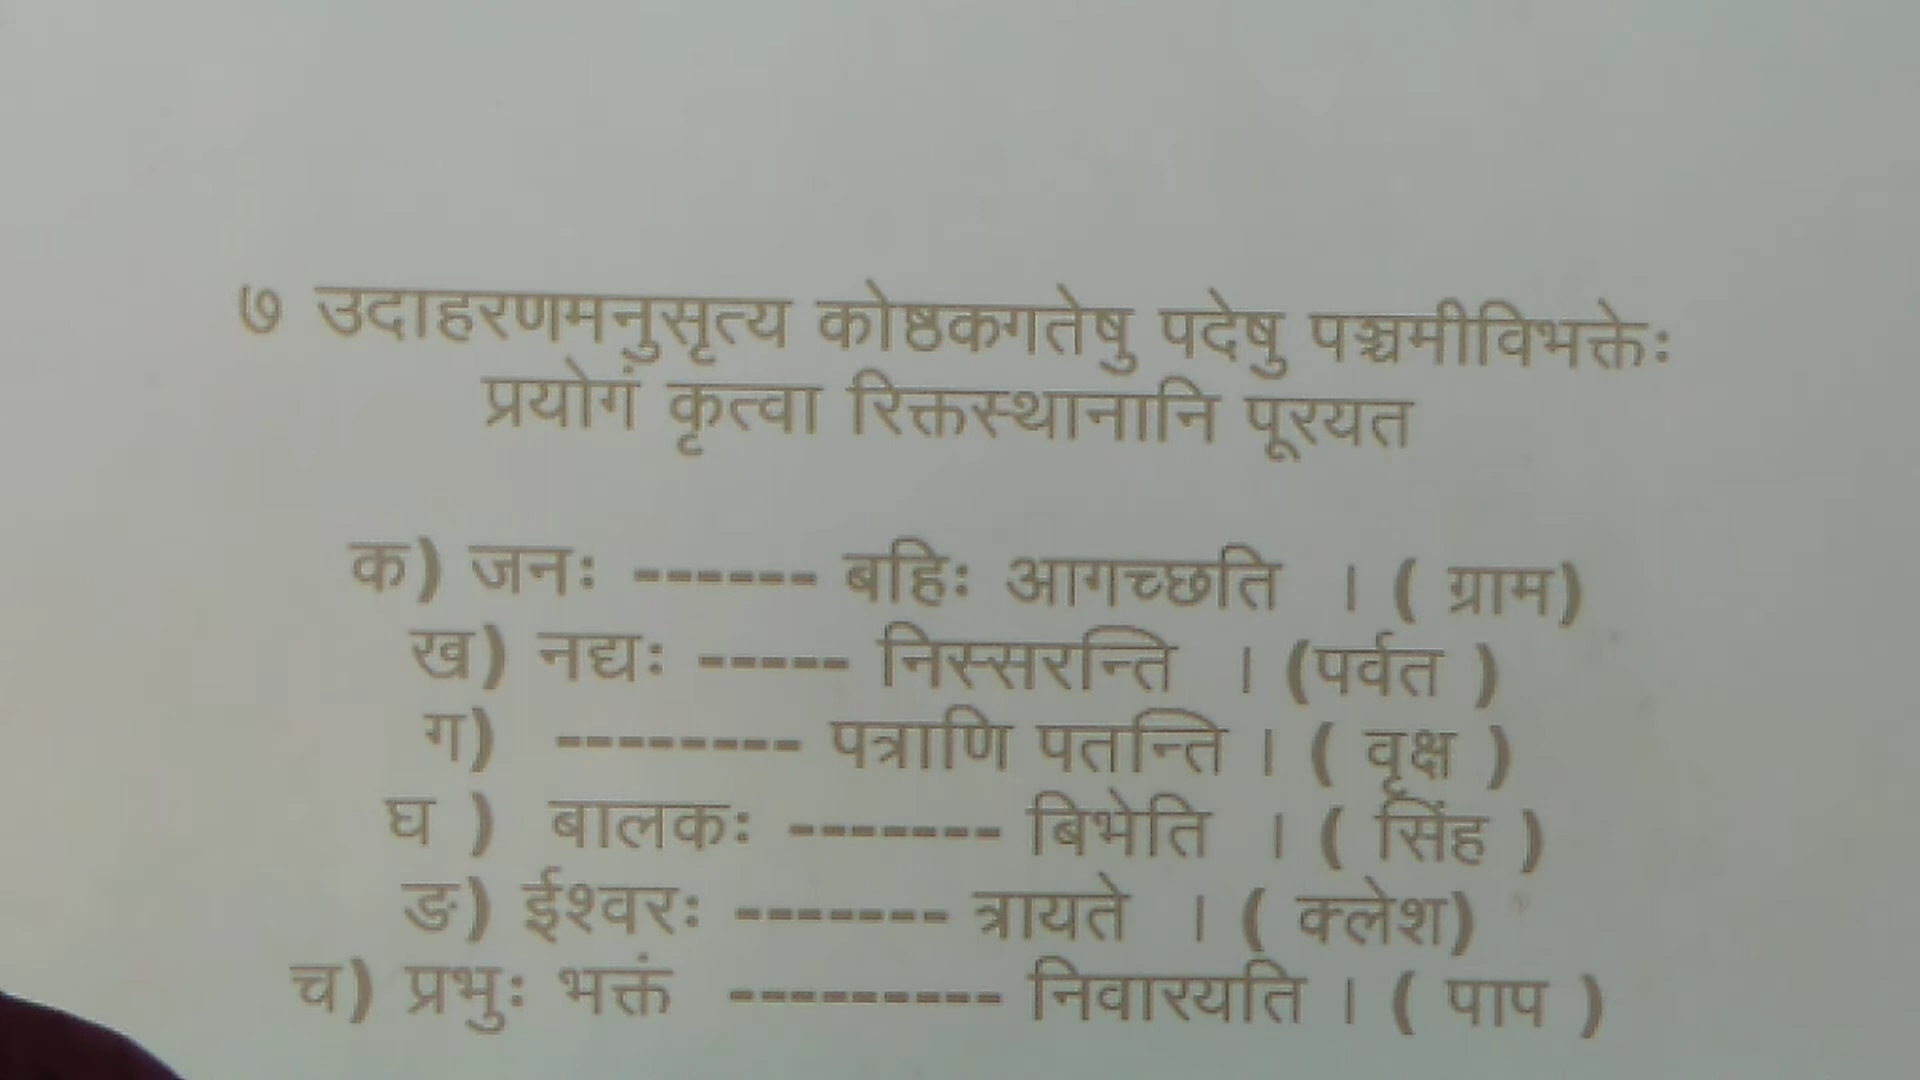 ७ उदाहरणमनुसृत्य कोष्ठकगतेषु पदेषु पञ्चमीविभक्तेः
प्रयोगं कृत्वा रिक्तस्थानानि पूरयत
क) जनः ------ बहिः आगच्छति । ( ग्राम)
ख) नद्यः ----- निस्सरन्ति । (पर्वत )
ग) -------- पत्राणि पतन्ति । ( वृक्ष )
घ ) बालकः ------- बिभेति । ( सिंह )
ङ) ईश्वरः ------- त्रायते । ( क्लेश)
च) प्रभुः भक्तं --------- निवारयति । ( पाप )